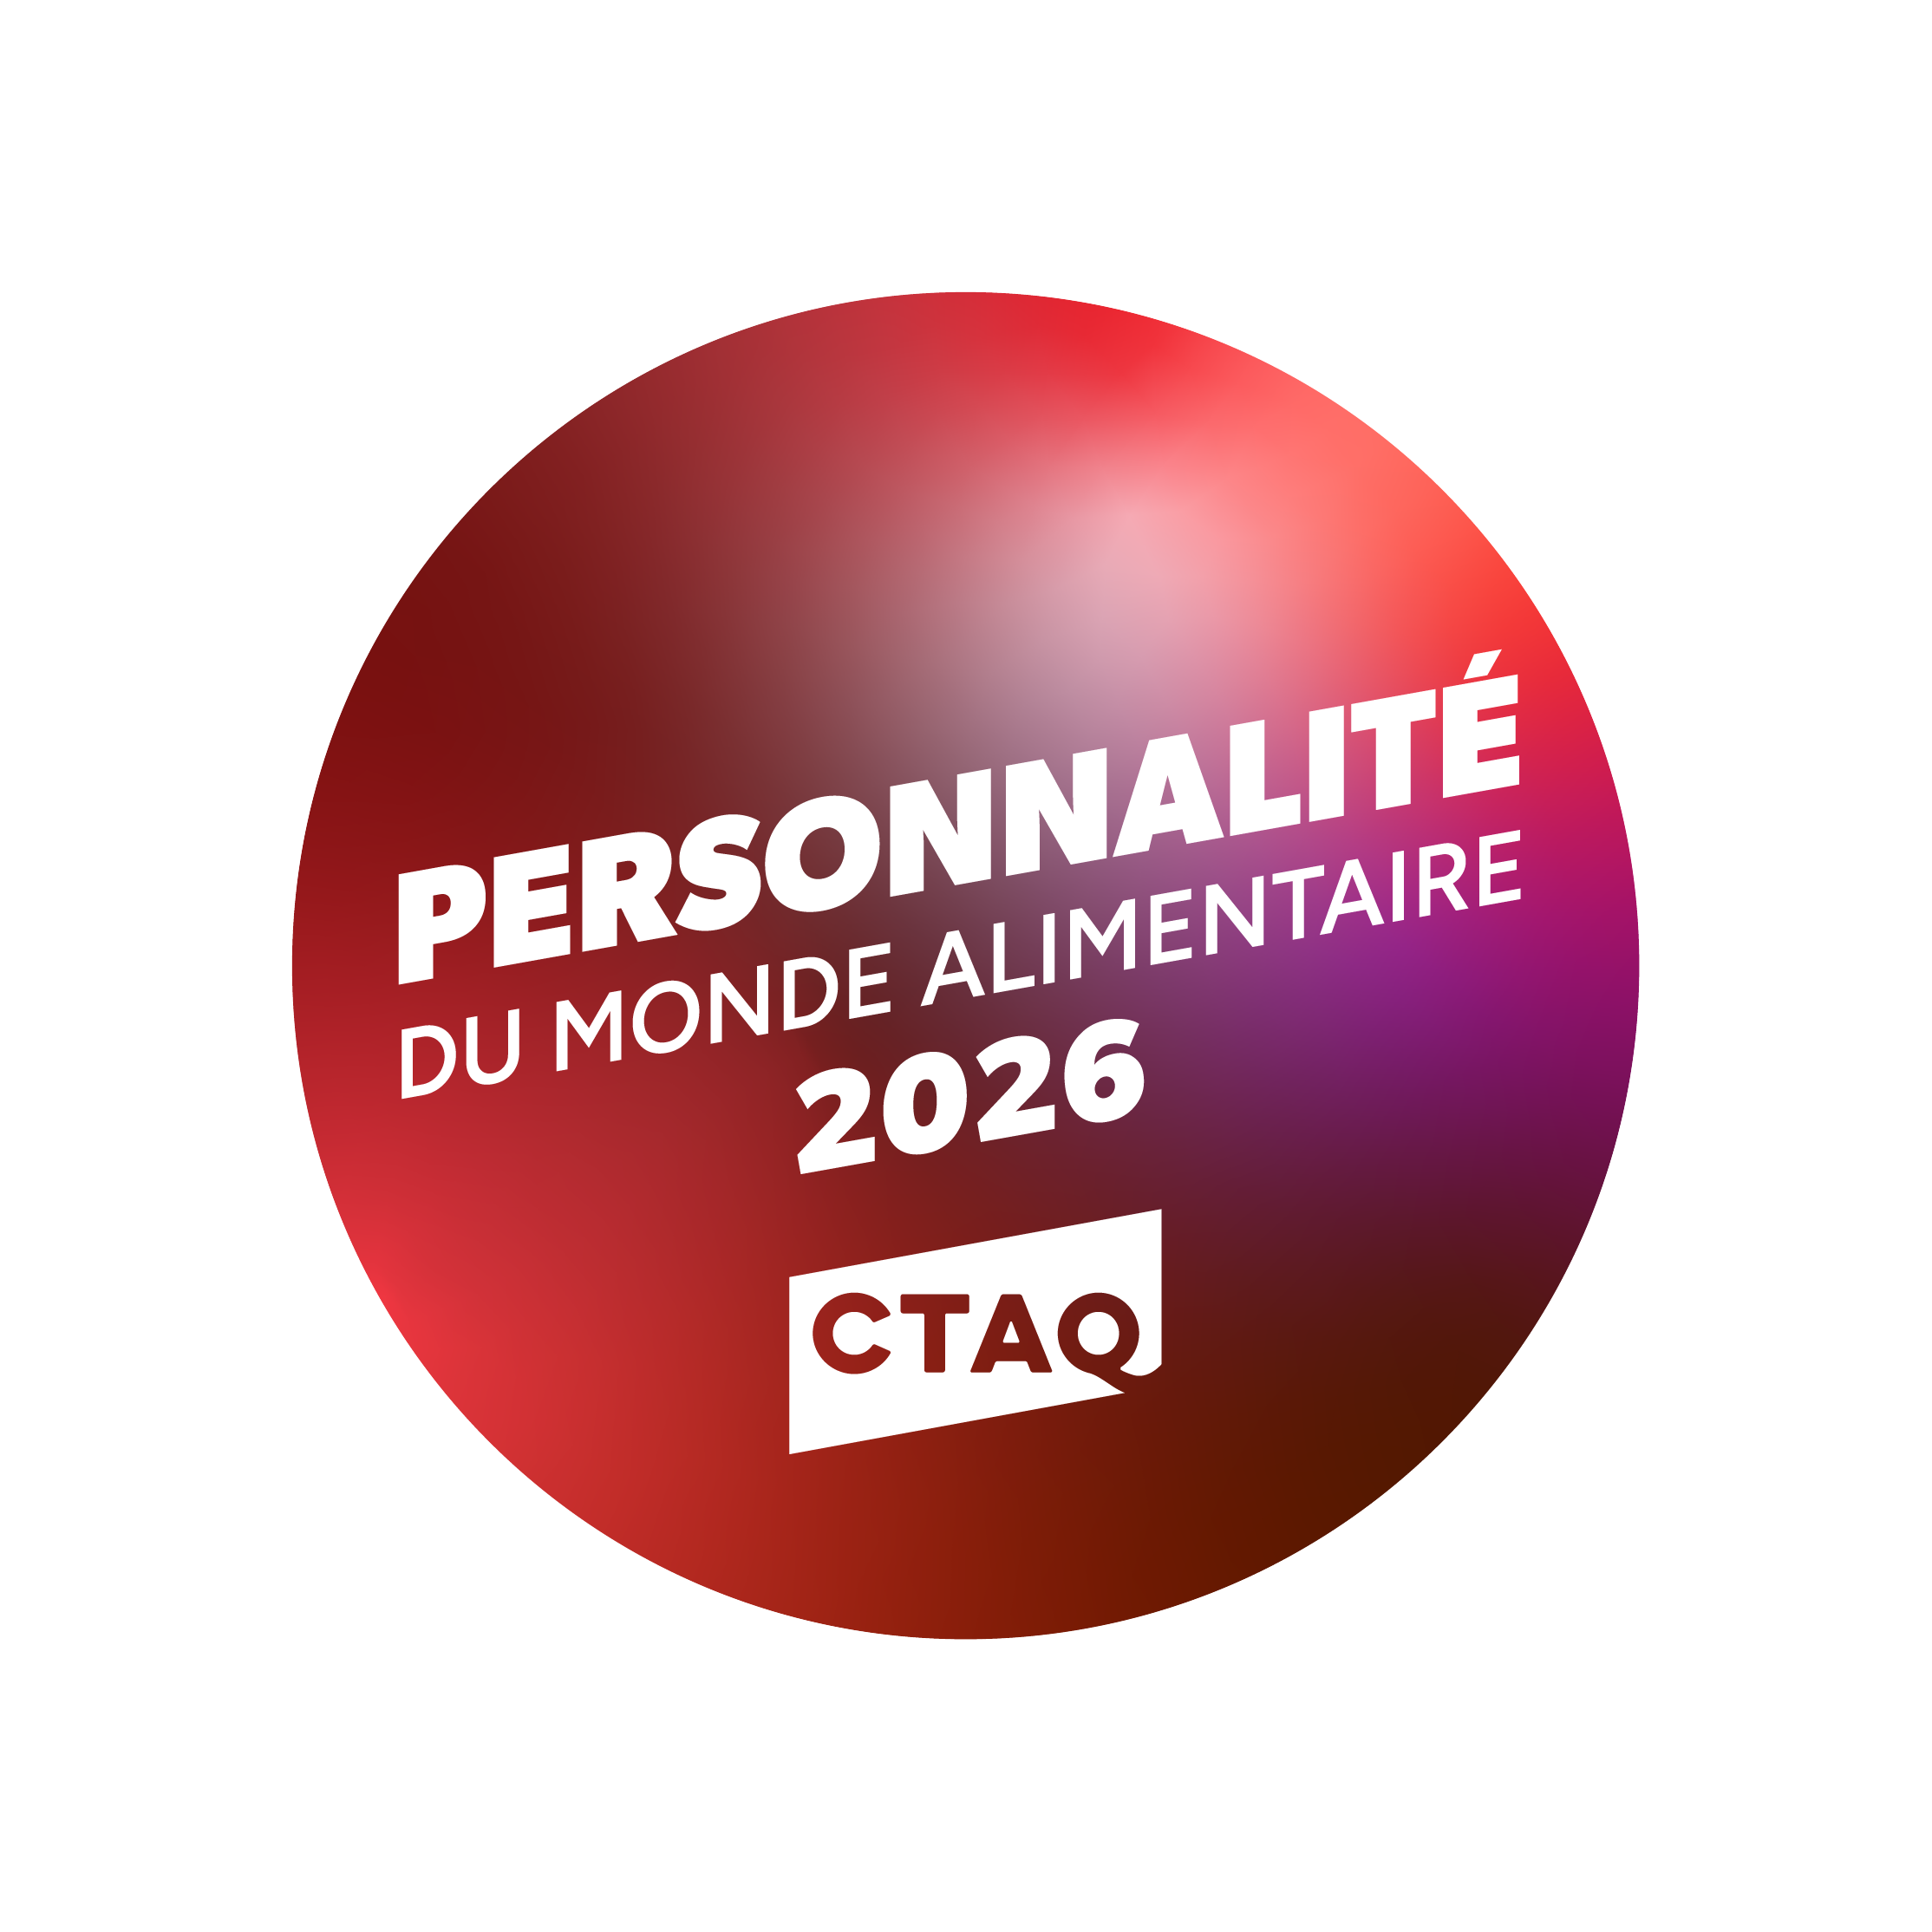 PERSONNALITÉ
DU MONDE ALIMENTAIRE
2026
CTAQ